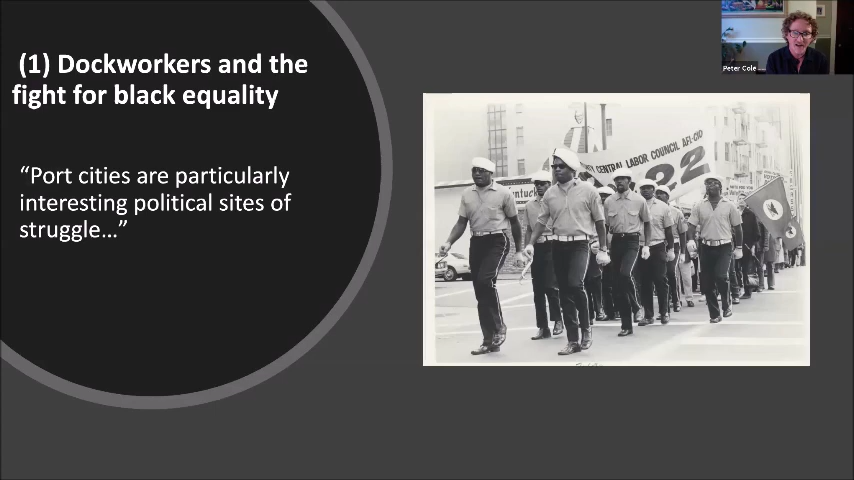 (1) Dockworkers and the
fight for black equality
“Port cities are particularly
interesting political sites of
struggle...”
Peter Cole
CENTRAL LABOR COUNCIL AFL-CIO
22